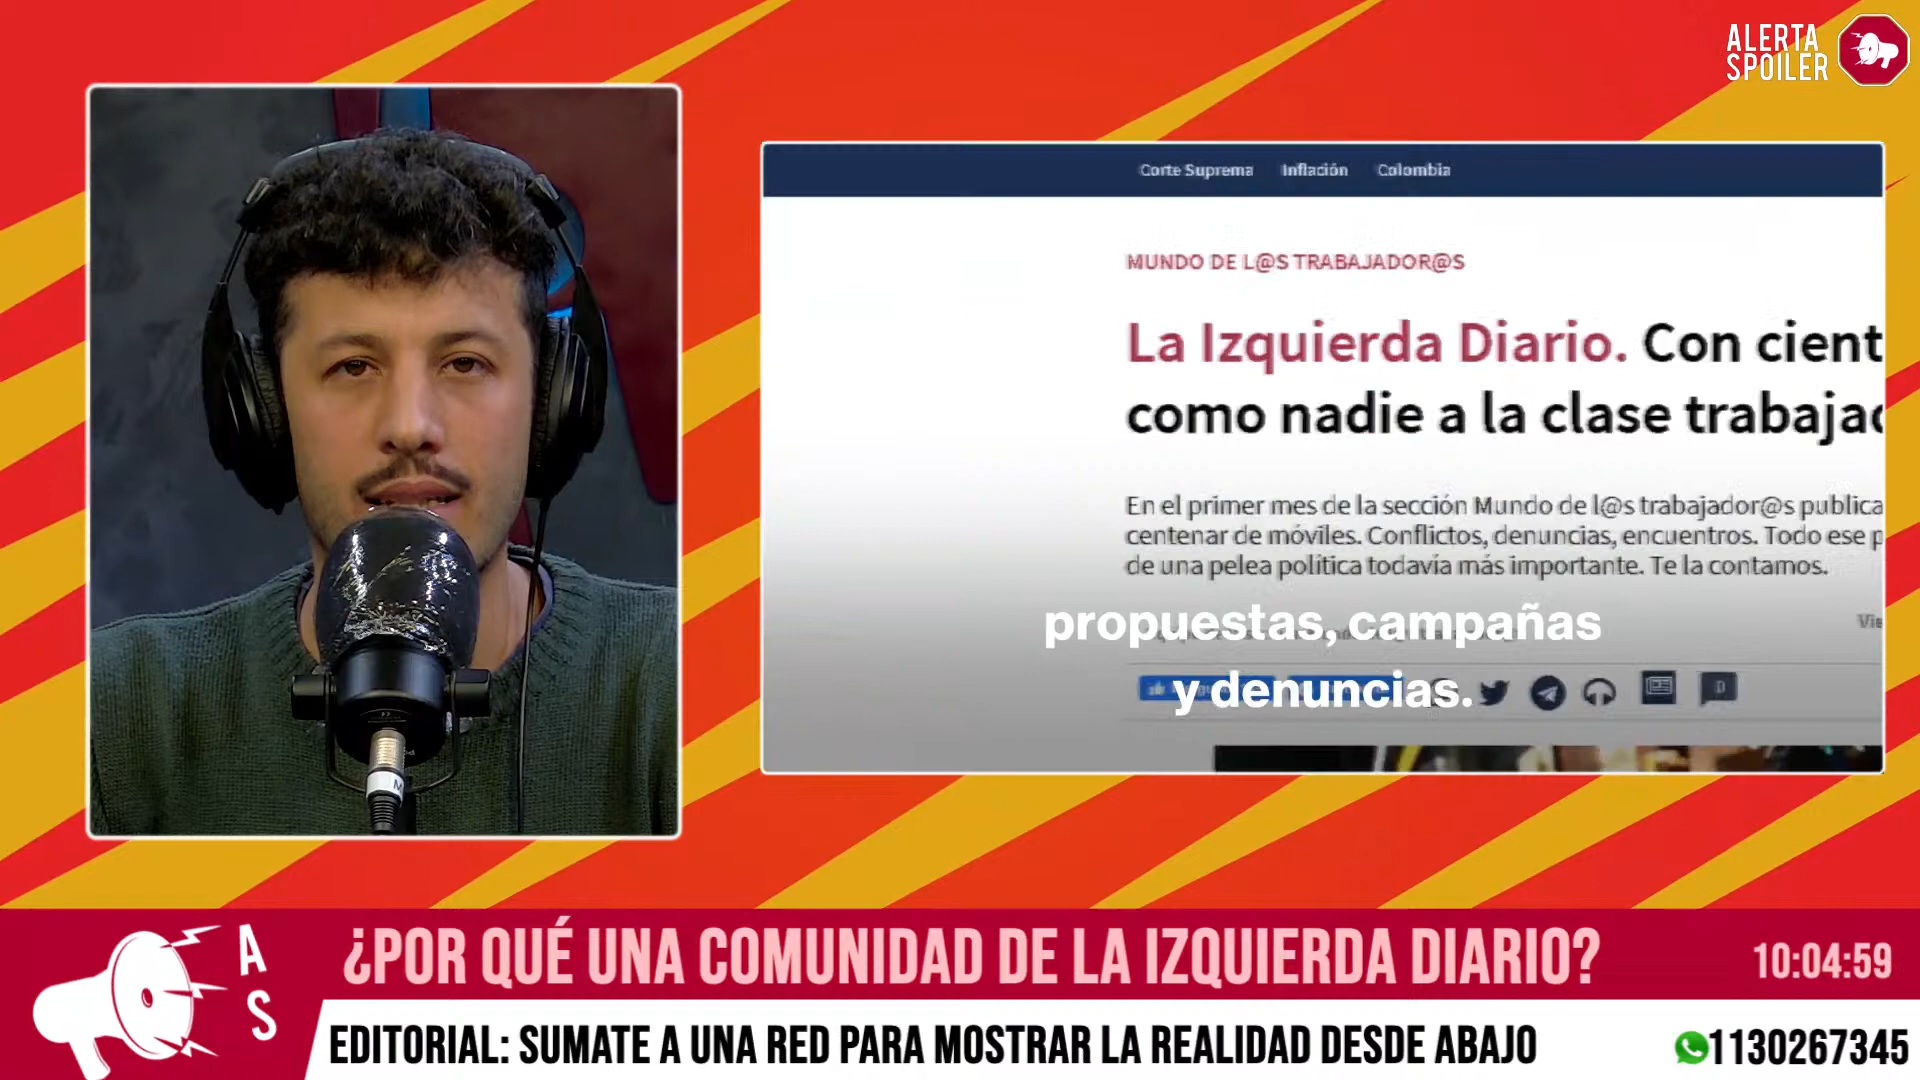 ALERTA
SPOILER
Corte Suprema Inflación Colombia
MUNDO DE L@S TRABAJADOR@S
La Izquierda Diario. Con cient
como nadie a la clase trabajad
En el primer mes de la sección Mundo de l@s trabajador@s publica
centenar de móviles. Conflictos, denuncias, encuentros. Todo ese p
de una pelea política todavía más importante. Te la contamos.
propuestas, campañas
Vie
y denuncias.
AS
¿POR QUÉ UNA COMUNIDAD DE LA IZQUIERDA DIARIO?
10:04:59
EDITORIAL: SUMATE A UNA RED PARA MOSTRAR LA REALIDAD DESDE ABAJO
1130267345